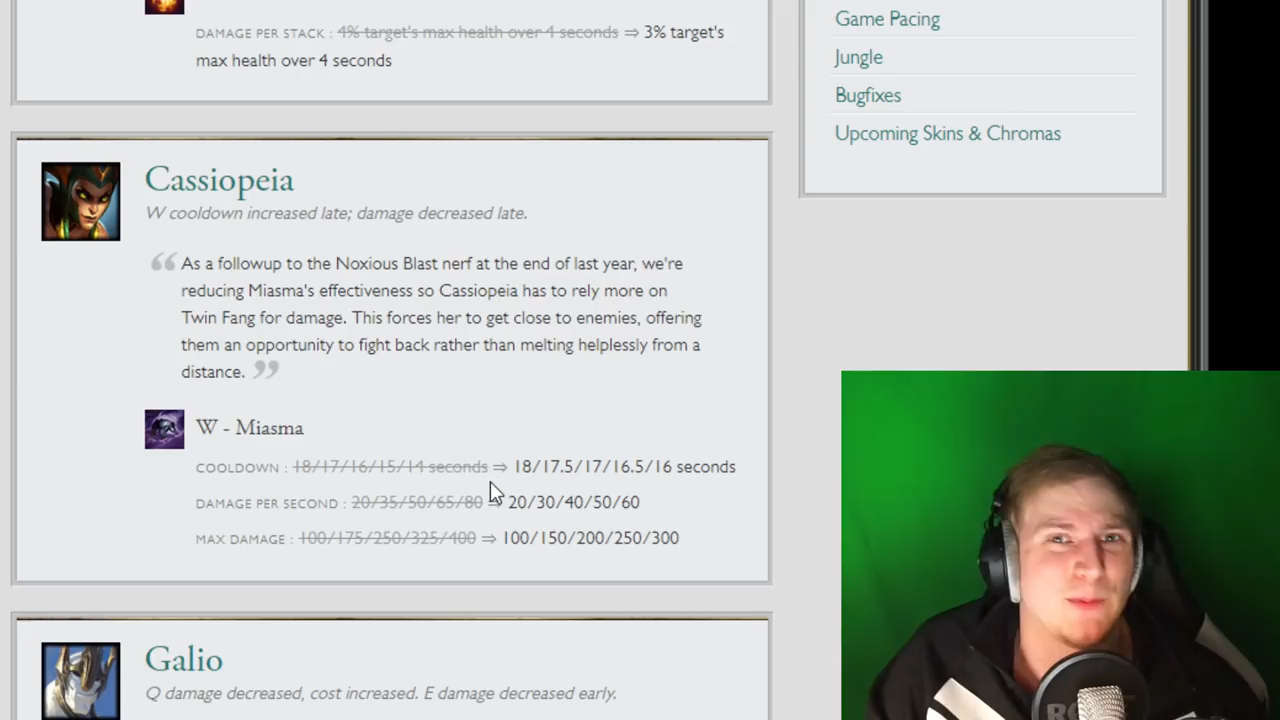 DAMAGE PER STACK : 4% target's max health over 4 seconds ⇒ 3% target's
max health over 4 seconds
Cassiopeia
W cooldown increased late; damage decreased late.
“ As a followup to the Noxious Blast nerf at the end of last year, we're
reducing Miasma's effectiveness so Cassiopeia has to rely more on
Twin Fang for damage. This forces her to get close to enemies, offering
them an opportunity to fight back rather than melting helplessly from a
distance. ”
W - Miasma
COOLDOWN : 18/17/16/15/14 seconds ⇒ 18/17.5/17/16.5/16 seconds
DAMAGE PER SECOND : 20/35/50/65/80 ⇒ 20/30/40/50/60
MAX DAMAGE : 100/175/250/325/400 ⇒ 100/150/200/250/300
Galio
Q damage decreased, cost increased. E damage decreased early.
Game Pacing
Jungle
Bugfixes
Upcoming Skins & Chromas